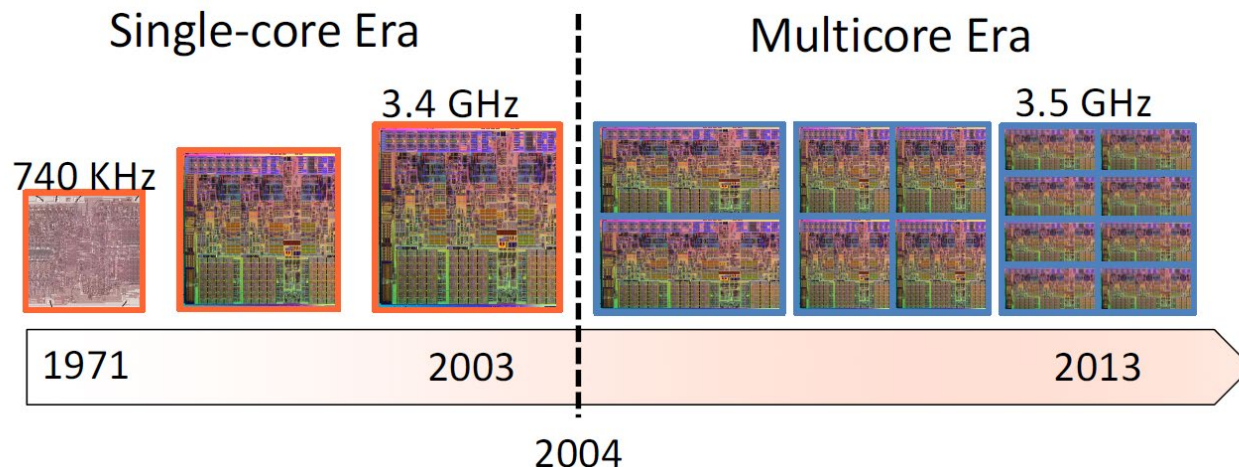 Single-core Era
Multicore Era
740 KHz
3.4 GHz
3.5 GHz
1971
2003
2013
2004